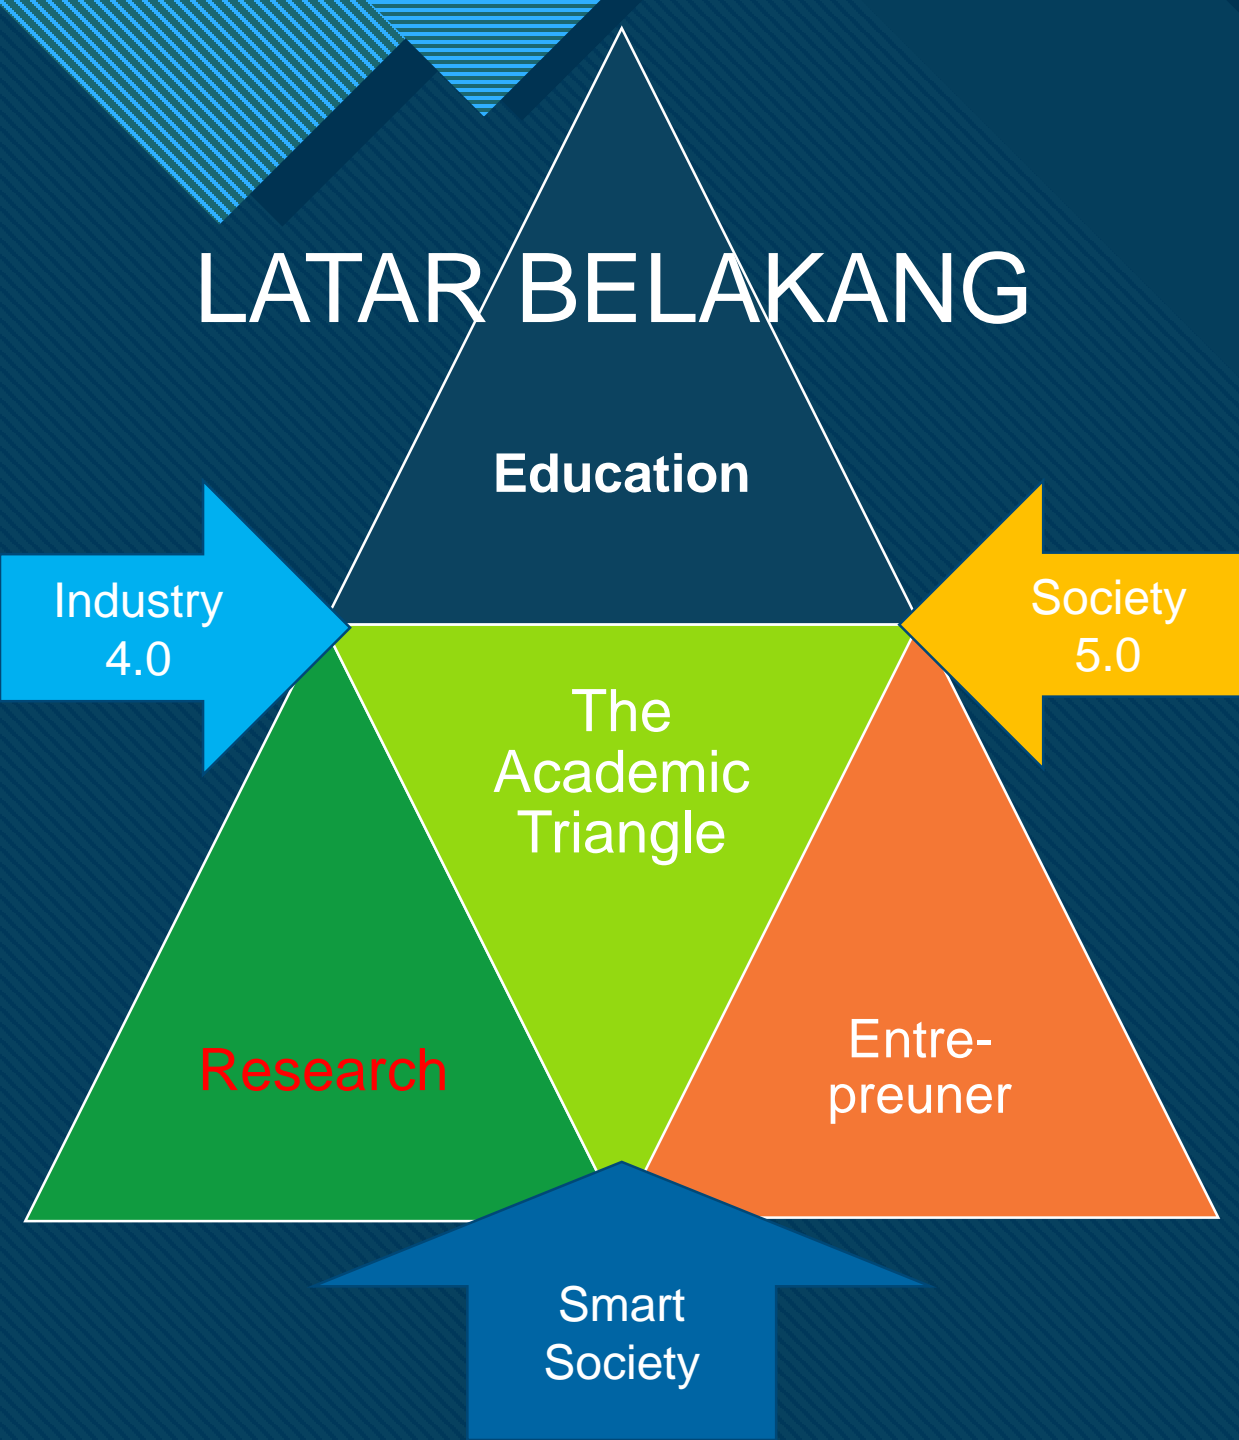 LATAR BELAKANG
Education
Industry
4.0
Society
5.0
The
Academic
Triangle
Research
Entre-
preuner
Smart
Society